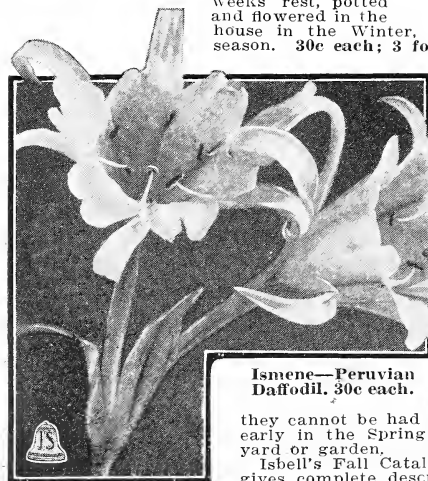 weeks' rest, potted
and flowered in the
house in the Winter,
season. 30c each; 3 fo
Ismene—Peruvian
Daffodil. 30c each.
they cannot be had
early in the Spring
yard or garden,
Isbell's Fall Catal
gives complete descr
IS